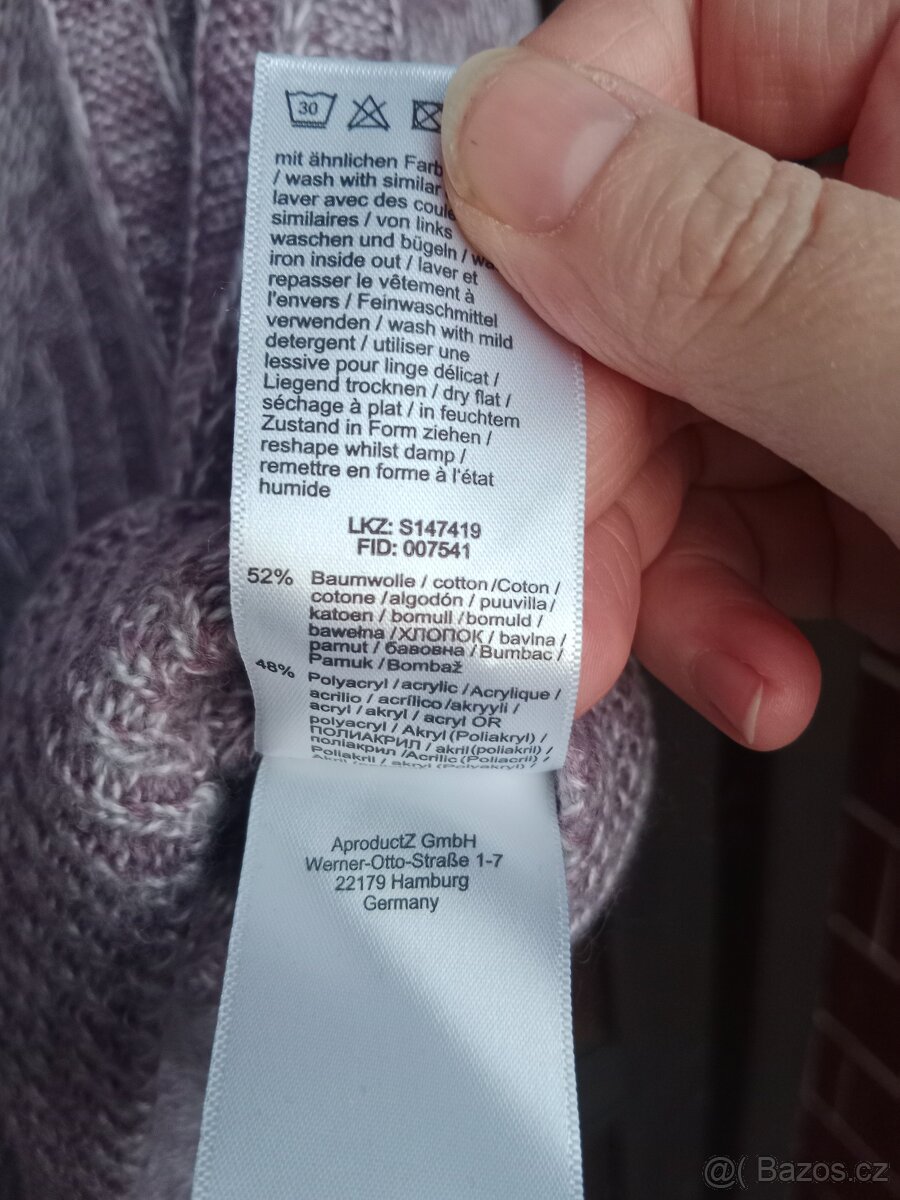 30
mit ähnlichen
/ wash with similar
laver avec des
similaires / von links
waschen und bügeln /
iron inside out / laver et
repasser le vêtement à
l'envers / Feinwaschmittel
verwenden / wash with mild
detergent / utiliser une
lessive pour linge délicat /
Liegend trocknen / dry flat /
séchage à plat / in feuchtem
Zustand in Form ziehen /
reshape whilst damp /
remettre en forme à l'état
humide
LKZ: S147419
FID: 007541
52% Baumwolle / cotton /Coton /
cotone /algodón / puuvilla/
katoen / bomull /bomuld /
bawełna /ХЛОПОК / bavlna /
pamut / бавовна /Bumbac /
Pamuk /Bombaž
48% Polyacryl /acrylic /Acrylique /
acrilio / acrílico /akryyli /
acryl / akryl / acryl OR
polyacryl / Akryl (Poliakryl) /
ПОЛИАКРИЛ / akril(poliakril) /
поліакрил /Acrilic (Poliacril) /
Poliakril / akryl (Polyakryl) /
AproductZ GmbH
Werner-Otto-Straße 1-7
22179 Hamburg
Germany
@( Bazos.cz